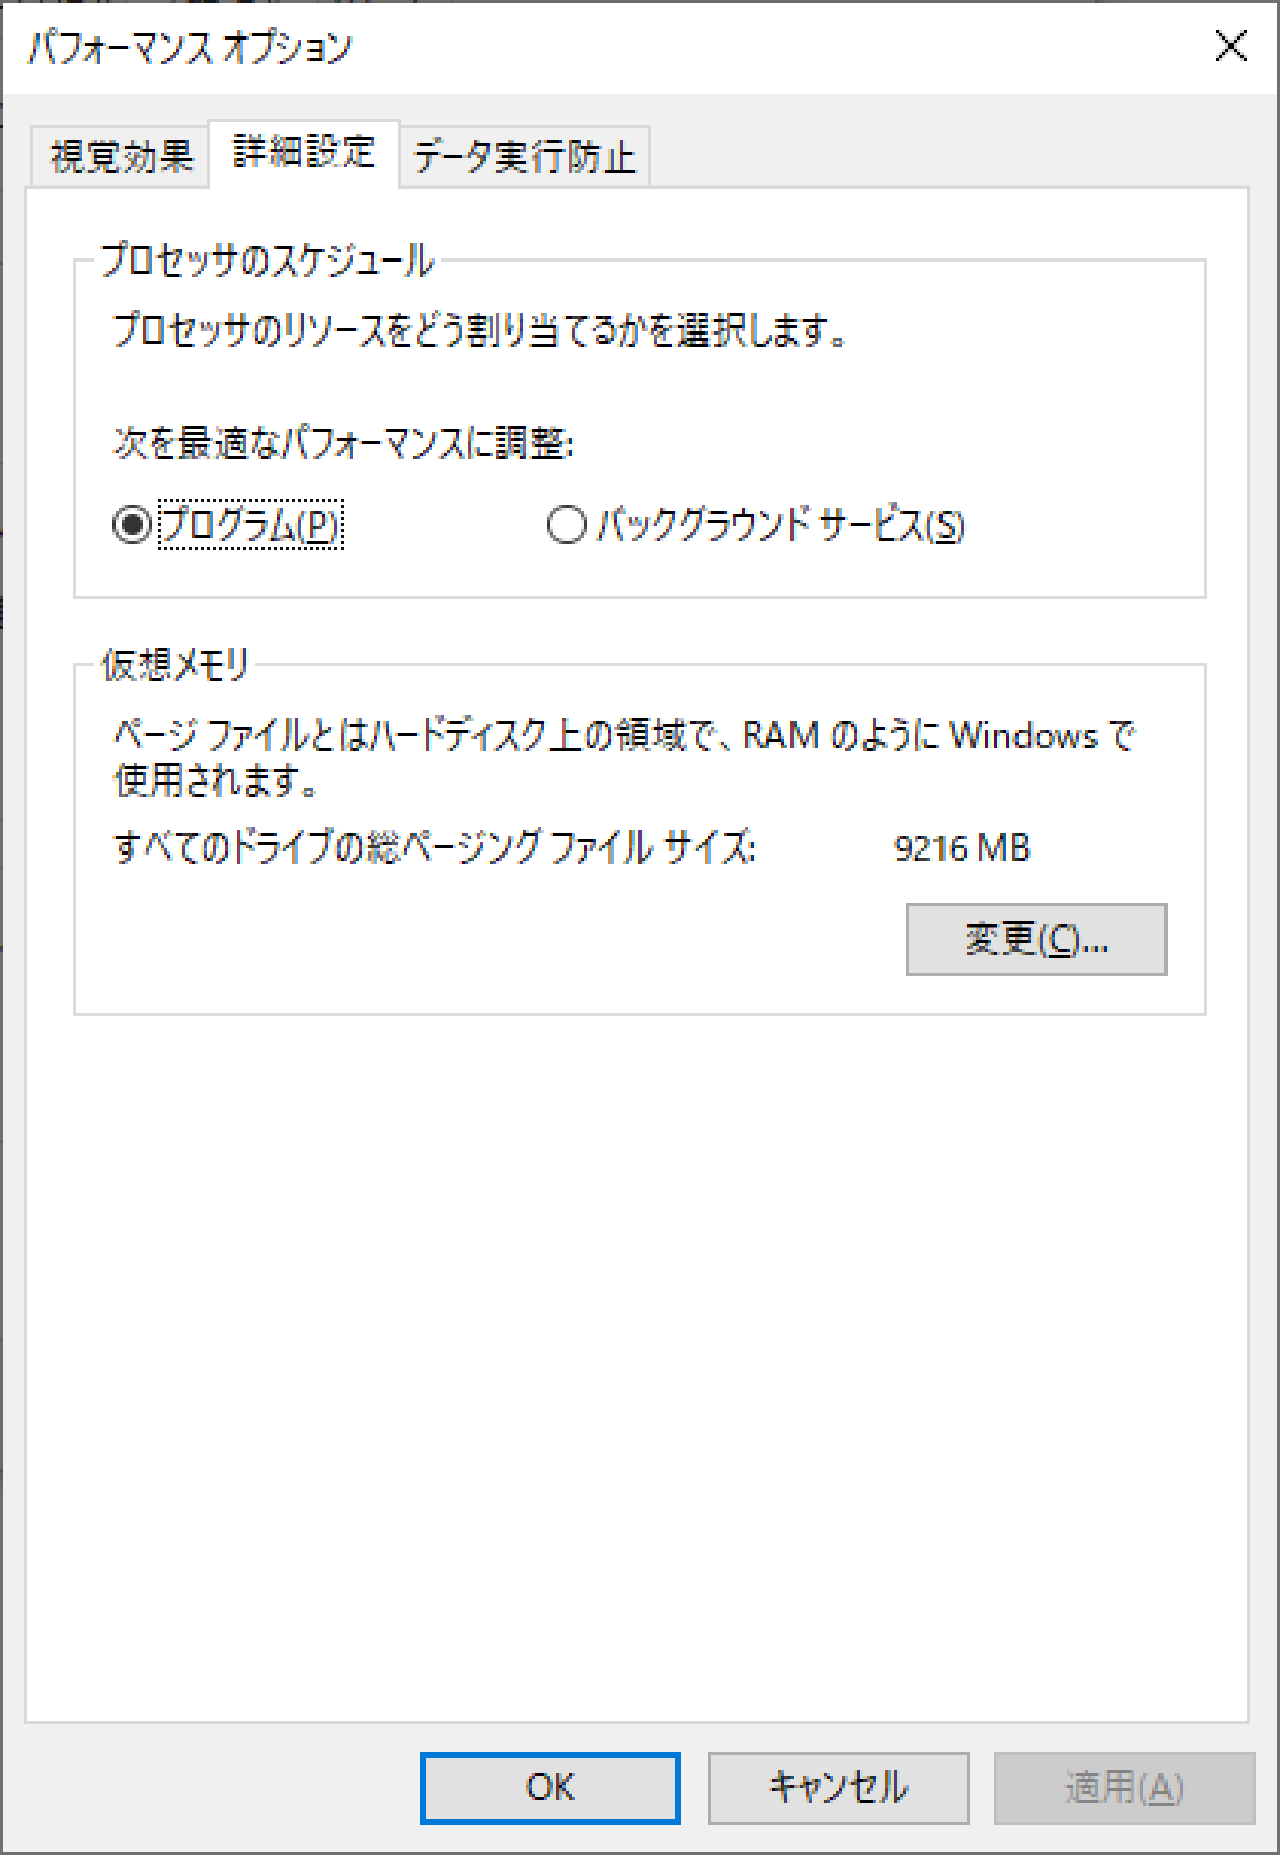 パフォーマンス オプション
視覚効果
詳細設定
データ実行防止
プロセッサのスケジュール
プロセッサのリソースをどう割り当てるかを選択します。
次を最適なパフォーマンスに調整:
プログラム(P)
バックグラウンド サービス(S)
仮想メモリ
ページ ファイルとはハードディスク上の領域で、RAM のように Windows で
使用されます。
すべてのドライブの総ページング ファイル サイズ: 9216 MB
変更(C)...
OK
キャンセル
適用(A)